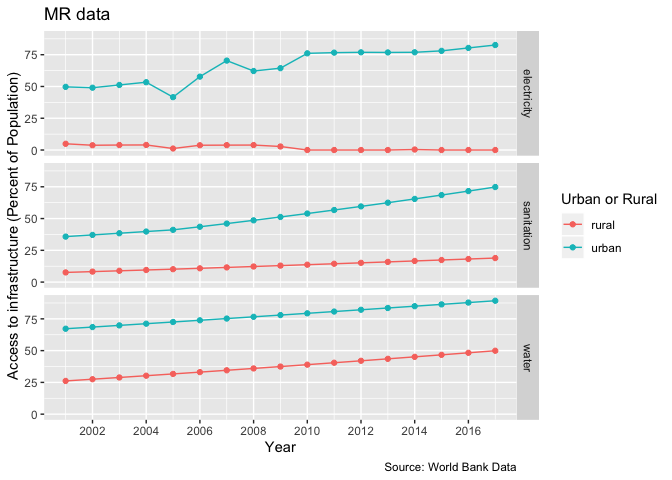 MR data
Access to infrastructure (Percent of Population)
75
50
25
0
electricity
75
50
25
0
sanitation
75
50
25
0
water
2002 2004 2006 2008 2010 2012 2014 2016
Year
Urban or Rural
rural
urban
Source: World Bank Data